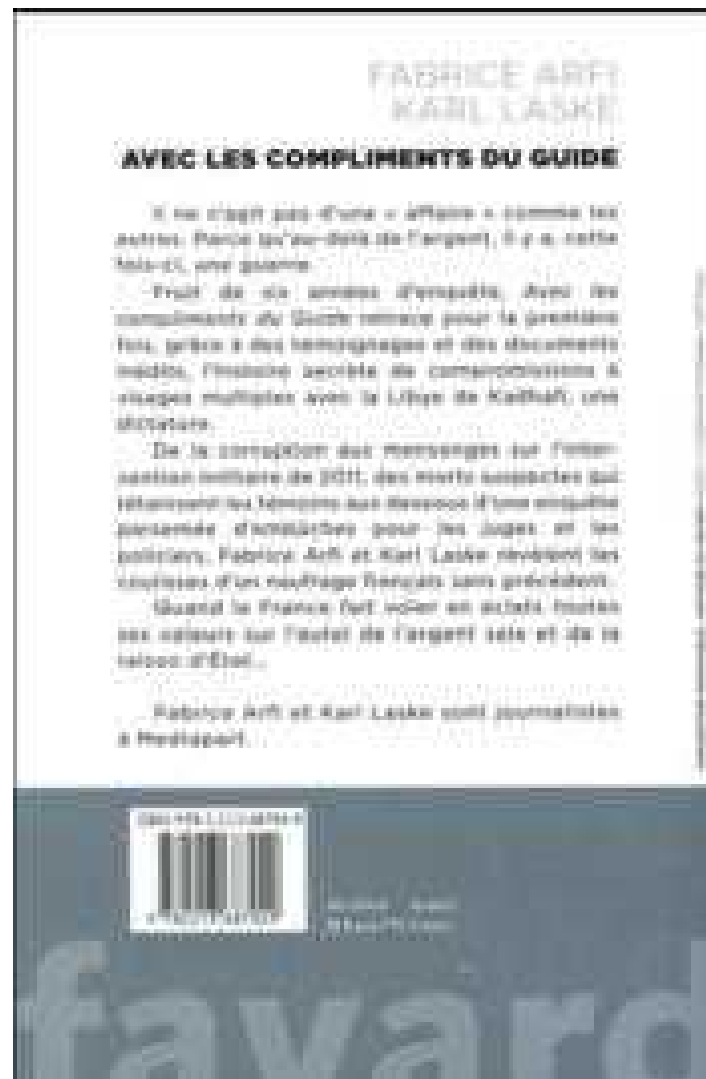 FABRICE ARFI
KARL LASKE
AVEC LES COMPLIMENTS DU GUIDE
Il ne s'agit pas d'une « affaire » comme les
autres. Parce qu'au-delà de l'argent, il y a, cette
fois-ci, une guerre.
Fruit de six années d'enquête, Avec les
compliments du Guide retrace pour la première
fois, grâce à des témoignages et des documents
inédits, l'histoire secrète de compromissions à
visages multiples avec la Libye de Kadhafi, une
dictature.
De la corruption aux mensonges sur l'inter-
vention militaire de 2011, des morts suspectes qui
tétanisent les témoins aux dessous d'une enquête
parsemée d'embûches pour les juges et les
policiers, Fabrice Arfi et Karl Laske révèlent les
coulisses d'un naufrage français sans précédent.
Quand la France fait voler en éclats toutes
ses valeurs sur l'autel de l'argent sale et de la
raison d'État...
Fabrice Arfi et Karl Laske sont journalistes
à Mediapart.
fayard